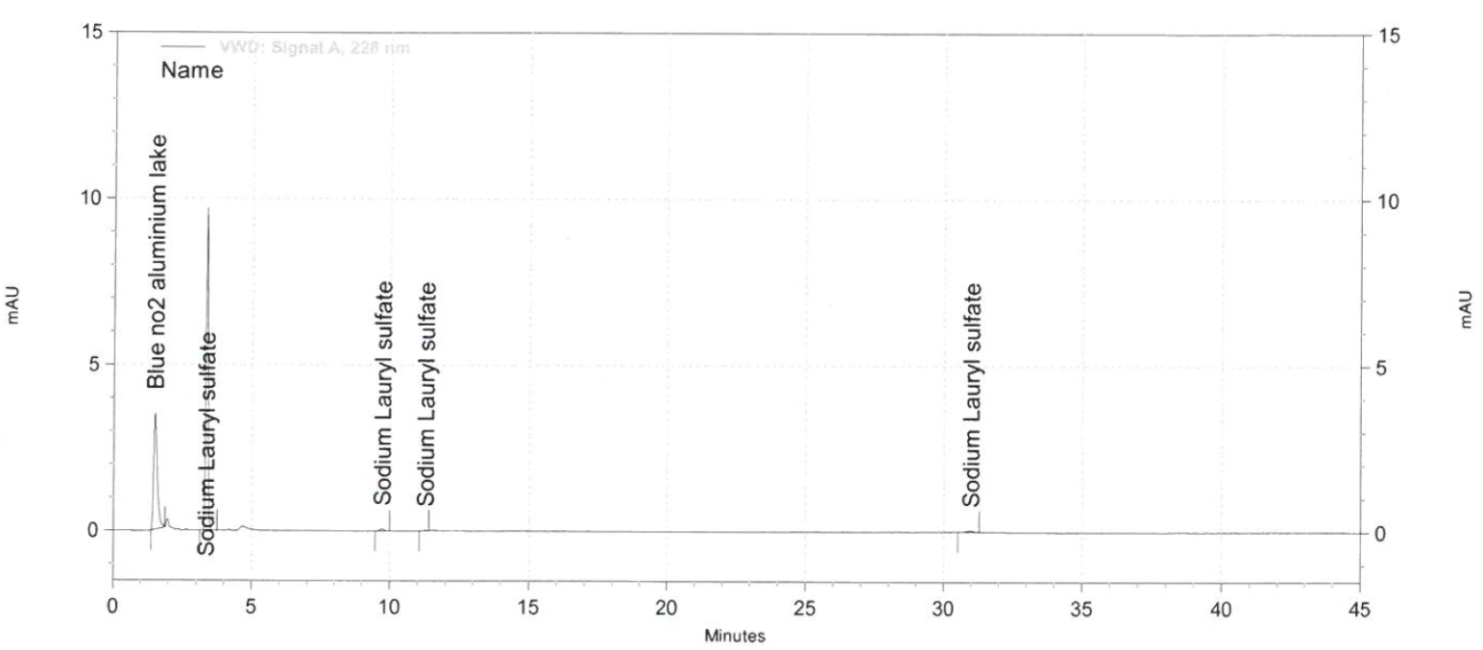 VWD: Signal A, 228 nm
Name
15
10
5
0
mAU
Blue no2 aluminium lake
Sodium Lauryl sulfate
Sodium Lauryl sulfate
Sodium Lauryl sulfate
Sodium Lauryl sulfate
15
10
5
0
mAU
0 5 10 15 20 25 30 35 40 45
Minutes